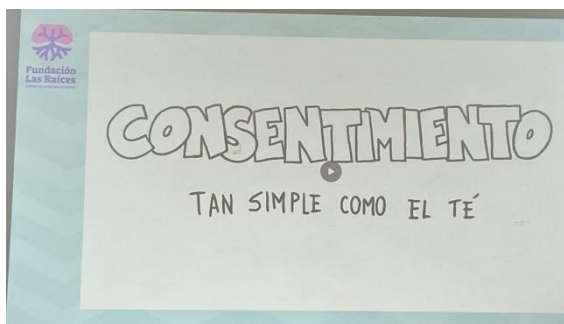 Fundación
Las Raíces
CONSENTIMIENTO
TAN SIMPLE COMO EL TÉ